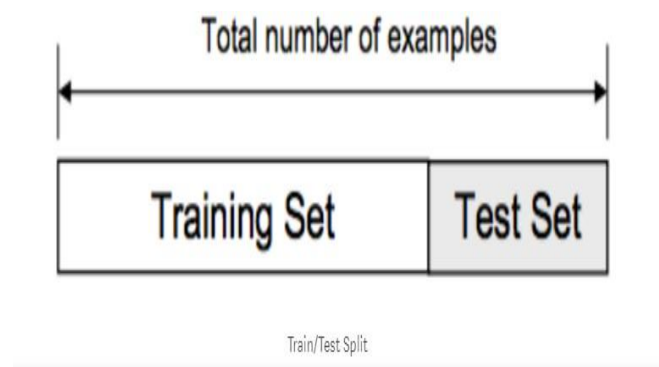 Total number of examples
Training Set
Test Set
Train/Test Split